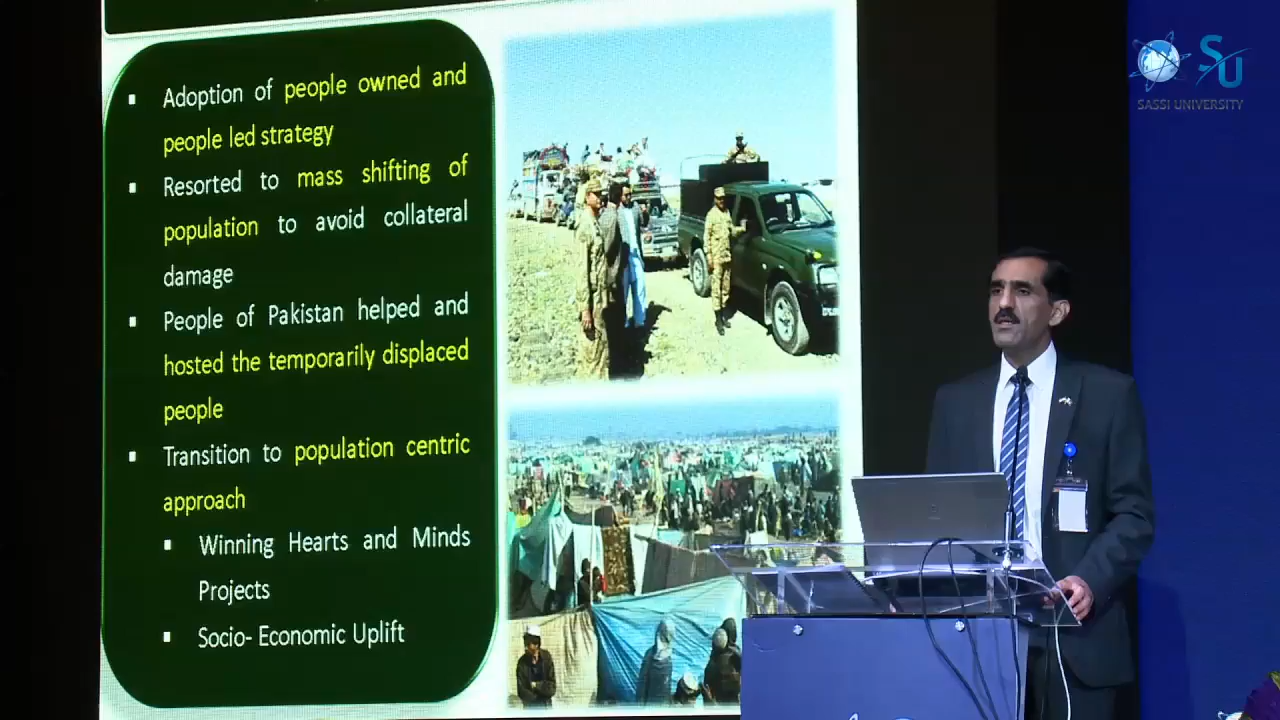 Adoption of people owned and
people led strategy
Resorted to mass shifting of
population to avoid collateral
damage
People of Pakistan helped and
hosted the temporarily displaced
people
Transition to population centric
approach
Winning Hearts and Minds
Projects
Socio- Economic Uplift
SU
SASSI UNIVERSITY